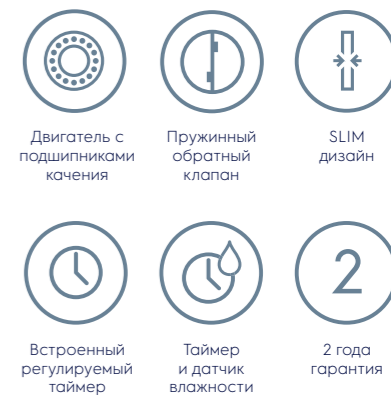 Двигатель с
подшипниками
качения
Пружинный
обратный
клапан
SLIM
дизайн
2
Встроенный
регулируемый
таймер
Таймер
и датчик
влажности
2 года
гарантия